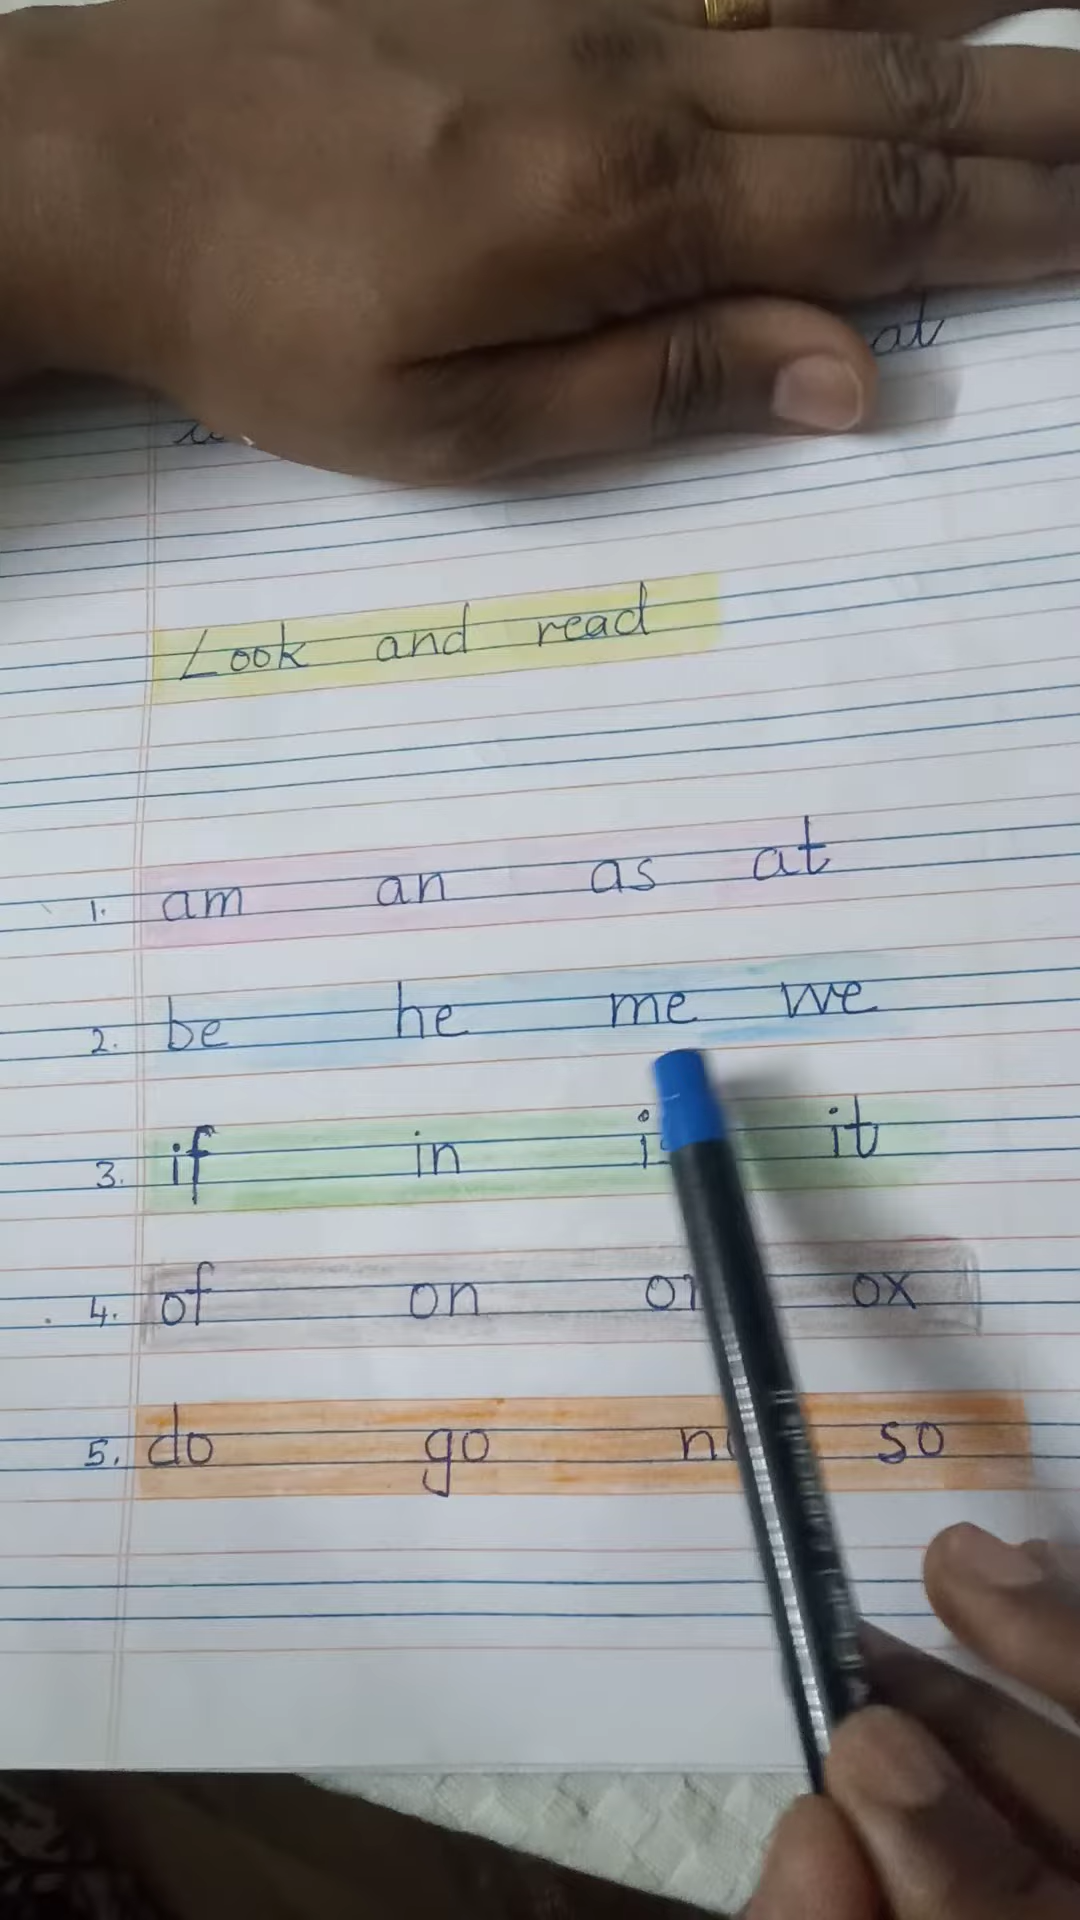 at
Look and read
1. am an as at
2. be he me we
3. if in it
4. of on ox
5. do go so